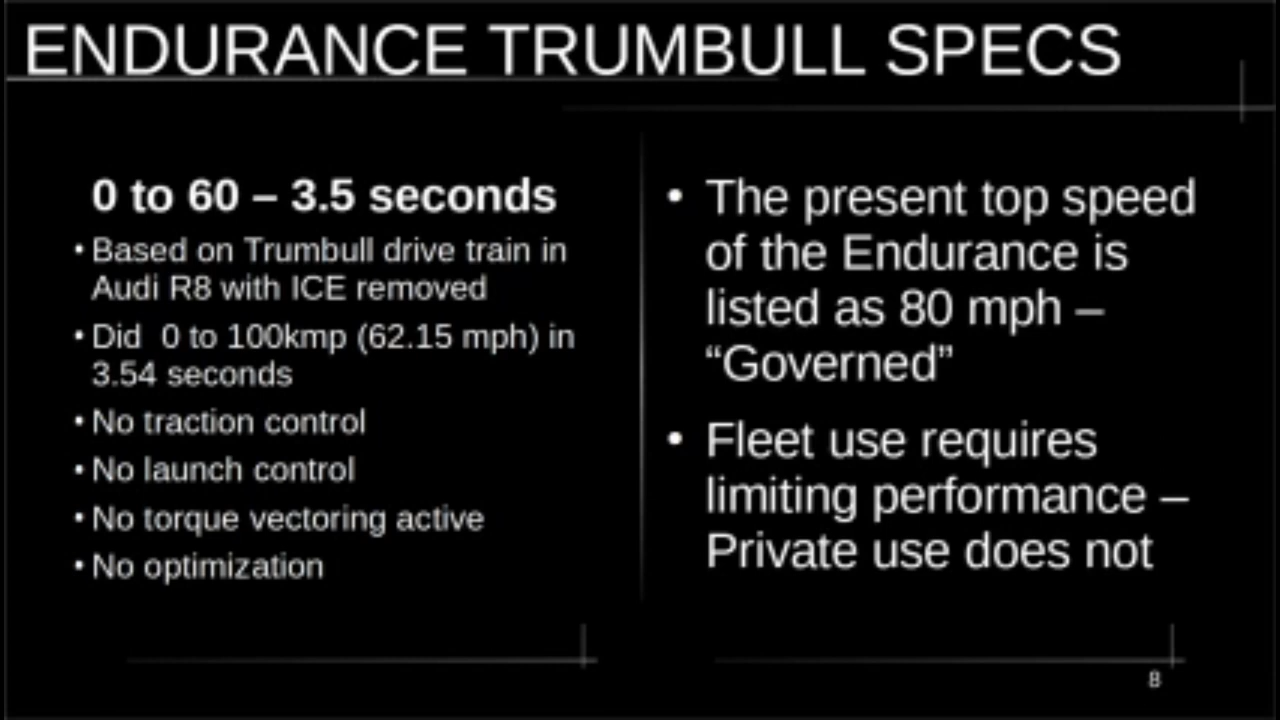 ENDURANCE TRUMBULL SPECS
0 to 60 – 3.5 seconds
• Based on Trumbull drive train in
Audi R8 with ICE removed
• Did 0 to 100kmp (62.15 mph) in
3.54 seconds
• No traction control
• No launch control
• No torque vectoring active
• No optimization
• The present top speed
of the Endurance is
listed as 80 mph –
“Governed”
• Fleet use requires
limiting performance –
Private use does not
8